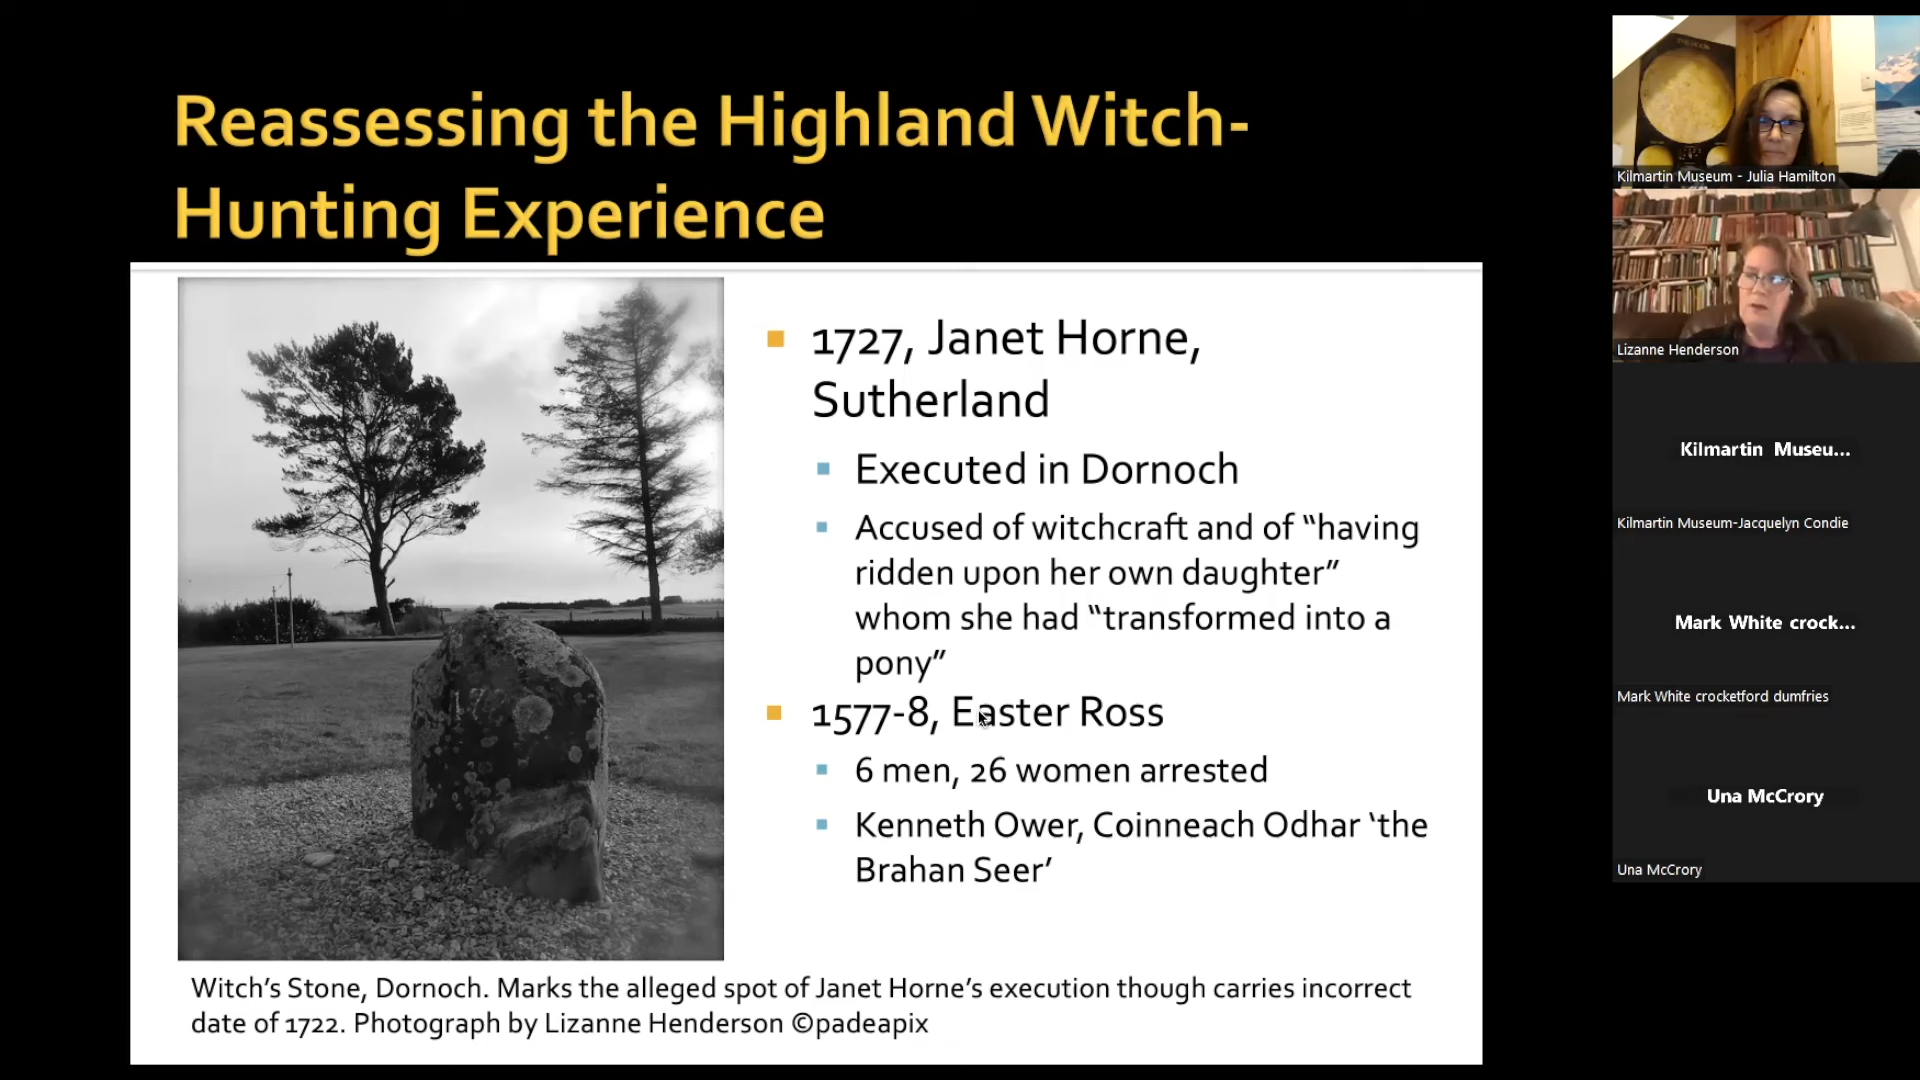 Reassessing the Highland Witch-
Hunting Experience
1727, Janet Horne,
Sutherland
Executed in Dornoch
Accused of witchcraft and of “having
ridden upon her own daughter”
whom she had “transformed into a
pony”
1577-8, Easter Ross
6 men, 26 women arrested
Kenneth Ower, Coinneach Odhar ‘the
Brahan Seer’
Witch’s Stone, Dornoch. Marks the alleged spot of Janet Horne’s execution though carries incorrect
date of 1722. Photograph by Lizanne Henderson ©padeapix
Kilmartin Museum - Julia Hamilton
Lizanne Henderson
Kilmartin Museu...
Kilmartin Museum-Jacquelyn Condie
Mark White crock...
Mark White crocketford dumfries
Una McCrory
Una McCrory